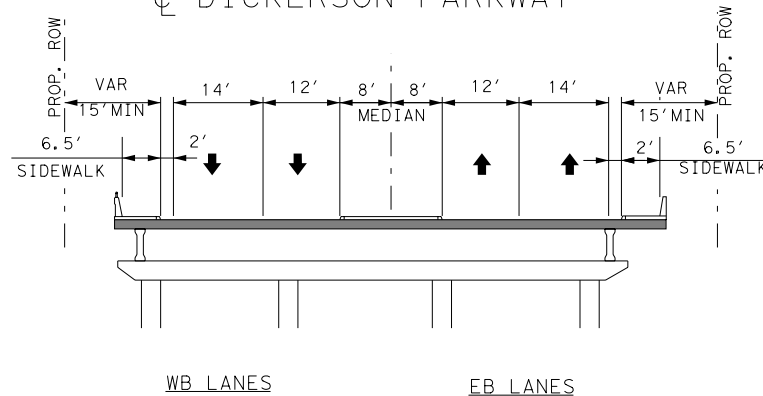 ℄ DICKERSON PARKWAY
PROP. ROW
PROP. ROW
VAR
14'
12'
8'
8'
12'
14'
VAR
15'MIN
MEDIAN
15'MIN
6.5'
2'
2'
6.5'
SIDEWALK
SIDEWALK
WB LANES
EB LANES